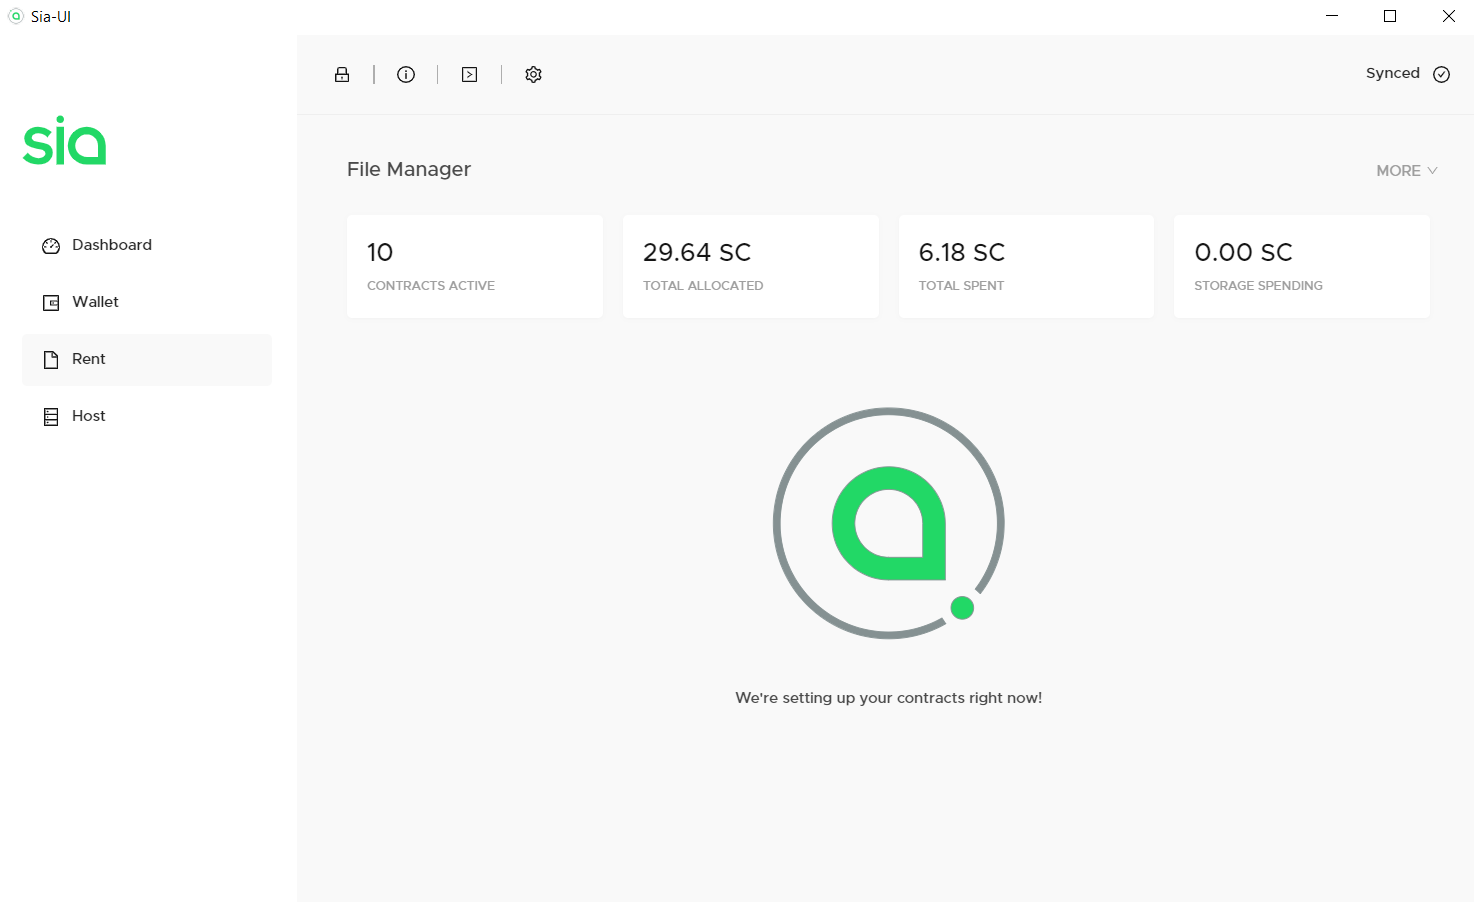 Sia-UI
Synced
sia
File Manager
MORE
Dashboard
Wallet
Rent
Host
10
CONTRACTS ACTIVE
29.64 SC
TOTAL ALLOCATED
6.18 SC
TOTAL SPENT
0.00 SC
STORAGE SPENDING
We're setting up your contracts right now!